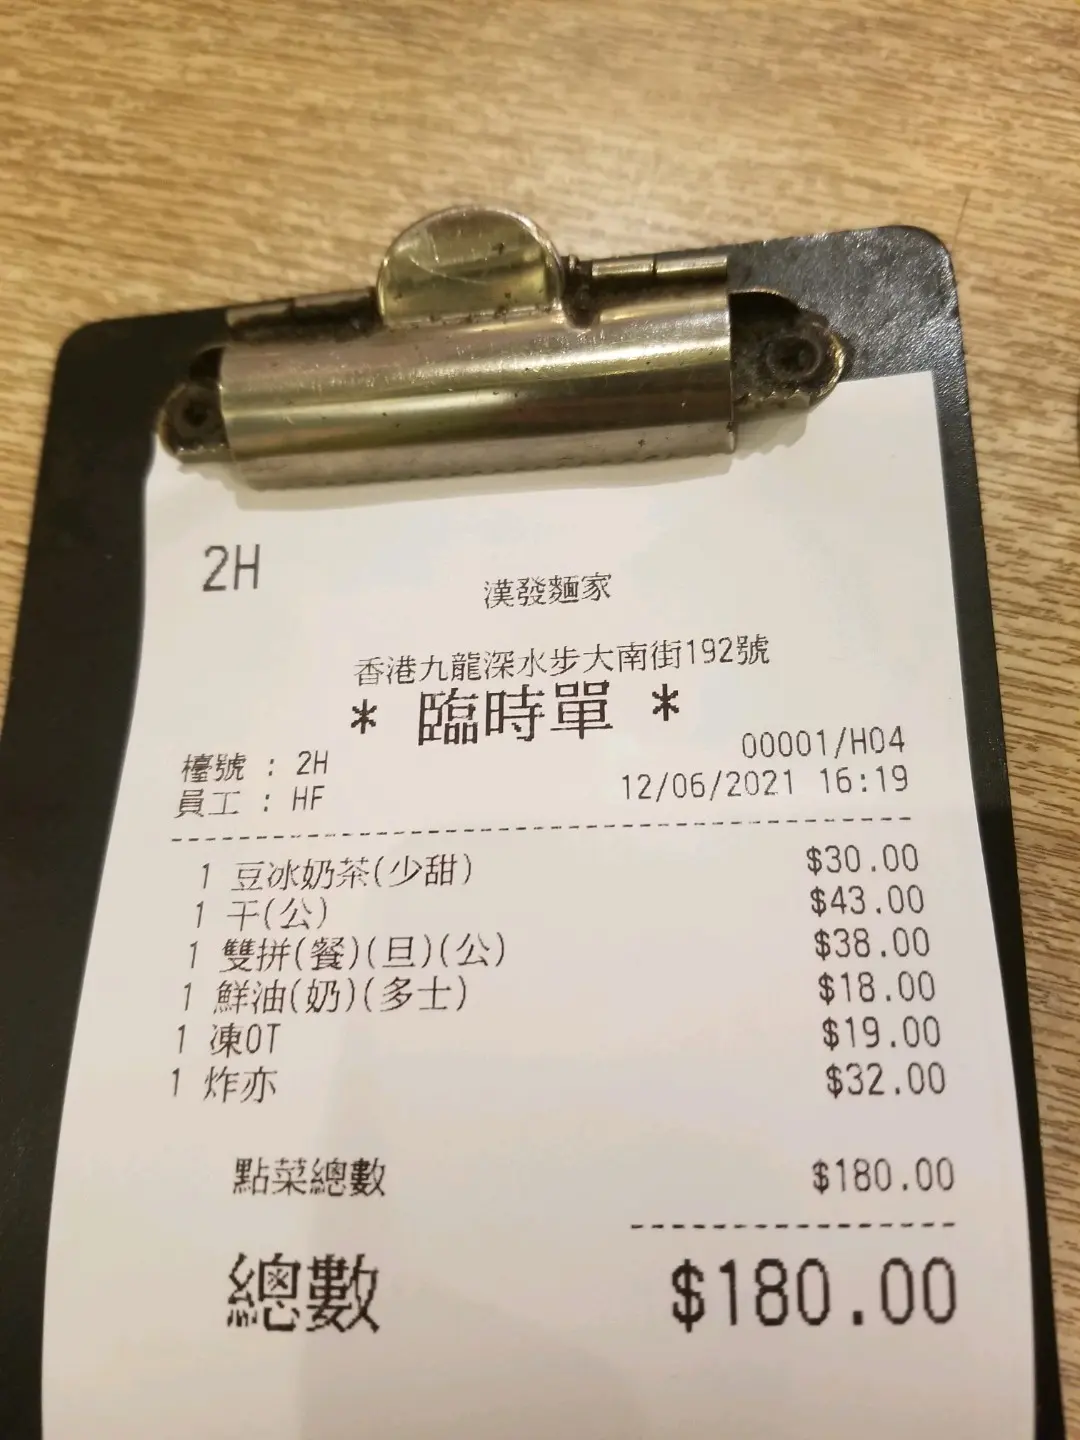 2H
漢發麵家
香港九龍深水步大南街192號
* 臨時單 *
檯號 : 2H
00001/H04
員工 : HF
12/06/2021 16:19
1 豆冰奶茶(少甜) $30.00
1 干(公) $43.00
1 雙拼(餐)(旦)(公) $38.00
1 鮮油(奶)(多士) $18.00
1 凍OT $19.00
1 炸亦 $32.00
點菜總數 $180.00
總數 $180.00